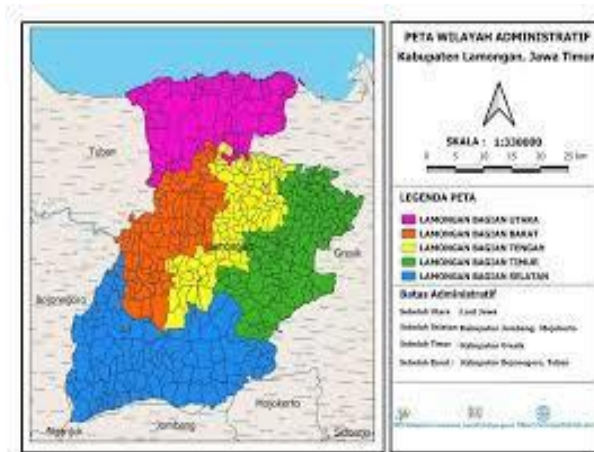 PETA WILAYAH ADMINISTRATIF
Kabupaten Lamongan, Jawa Timur
SKALA : 1:330000
0 5 10 15 20 25 km
LEGENDA PETA
LAMONGAN BAGIAN UTARA
LAMONGAN BAGIAN BARAT
LAMONGAN BAGIAN TENGAH
LAMONGAN BAGIAN TIMUR
LAMONGAN BAGIAN SELATAN
Batas Administratif
Sebelah Utara : Laut Jawa
Sebelah Selatan : Kabupaten Jombang, Mojokerto
Sebelah Timur : Kabupaten Gresik
Sebelah Barat : Kabupaten Bojonegoro, Tuban
Tuban
Lamongan
Gresik
Bojonegoro
Mojokerto
Nganjuk
Jombang
Sidoarjo